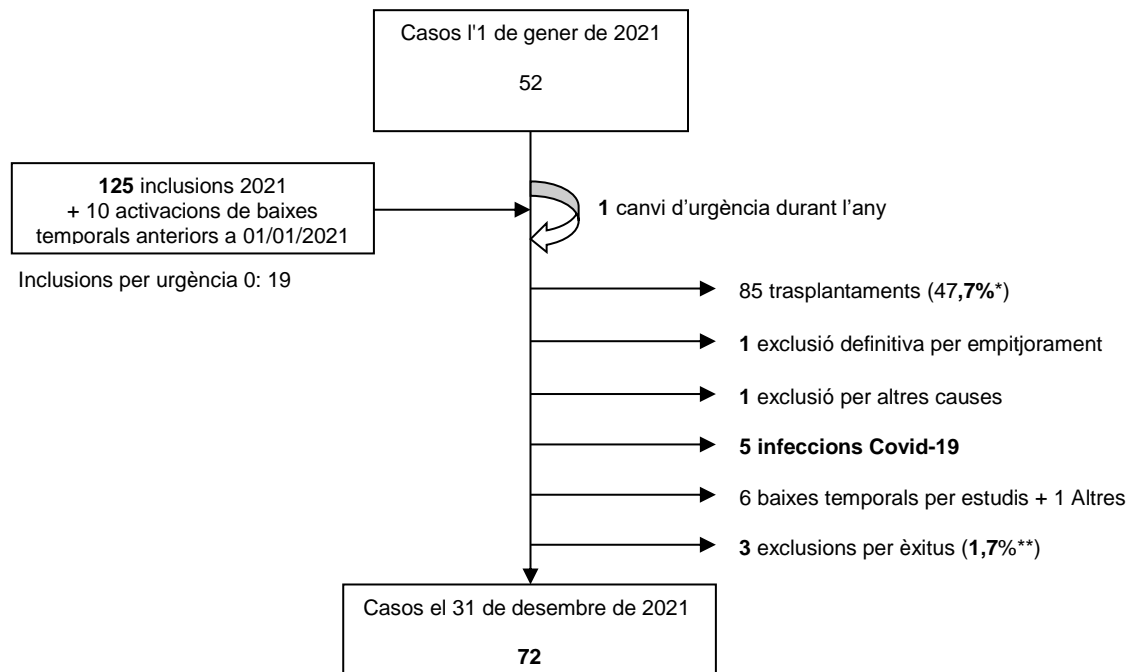 Casos l'1 de gener de 2021
52
125 inclusions 2021
+ 10 activacions de baixes
temporals anteriors a 01/01/2021
1 canvi d’urgència durant l’any
Inclusions per urgència 0: 19
85 trasplantaments (47,7%*)
1 exclusió definitiva per empitjorament
1 exclusió per altres causes
5 infeccions Covid-19
6 baixes temporals per estudis + 1 Altres
3 exclusions per èxitus (1,7%**)
Casos el 31 de desembre de 2021
72